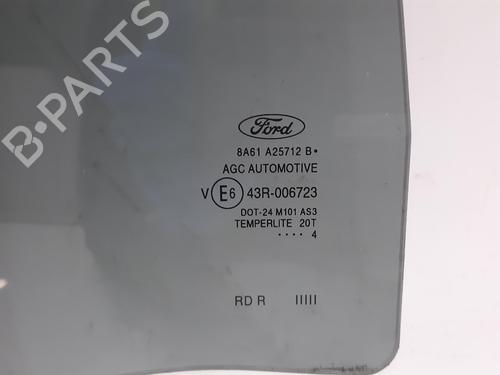 B-PARTS
Ford
8A61 A25712 B•
AGC AUTOMOTIVE
V E6 43R-006723
DOT-24 M101 AS3
TEMPERLITE 20T
•••• 4
RD R IIIII